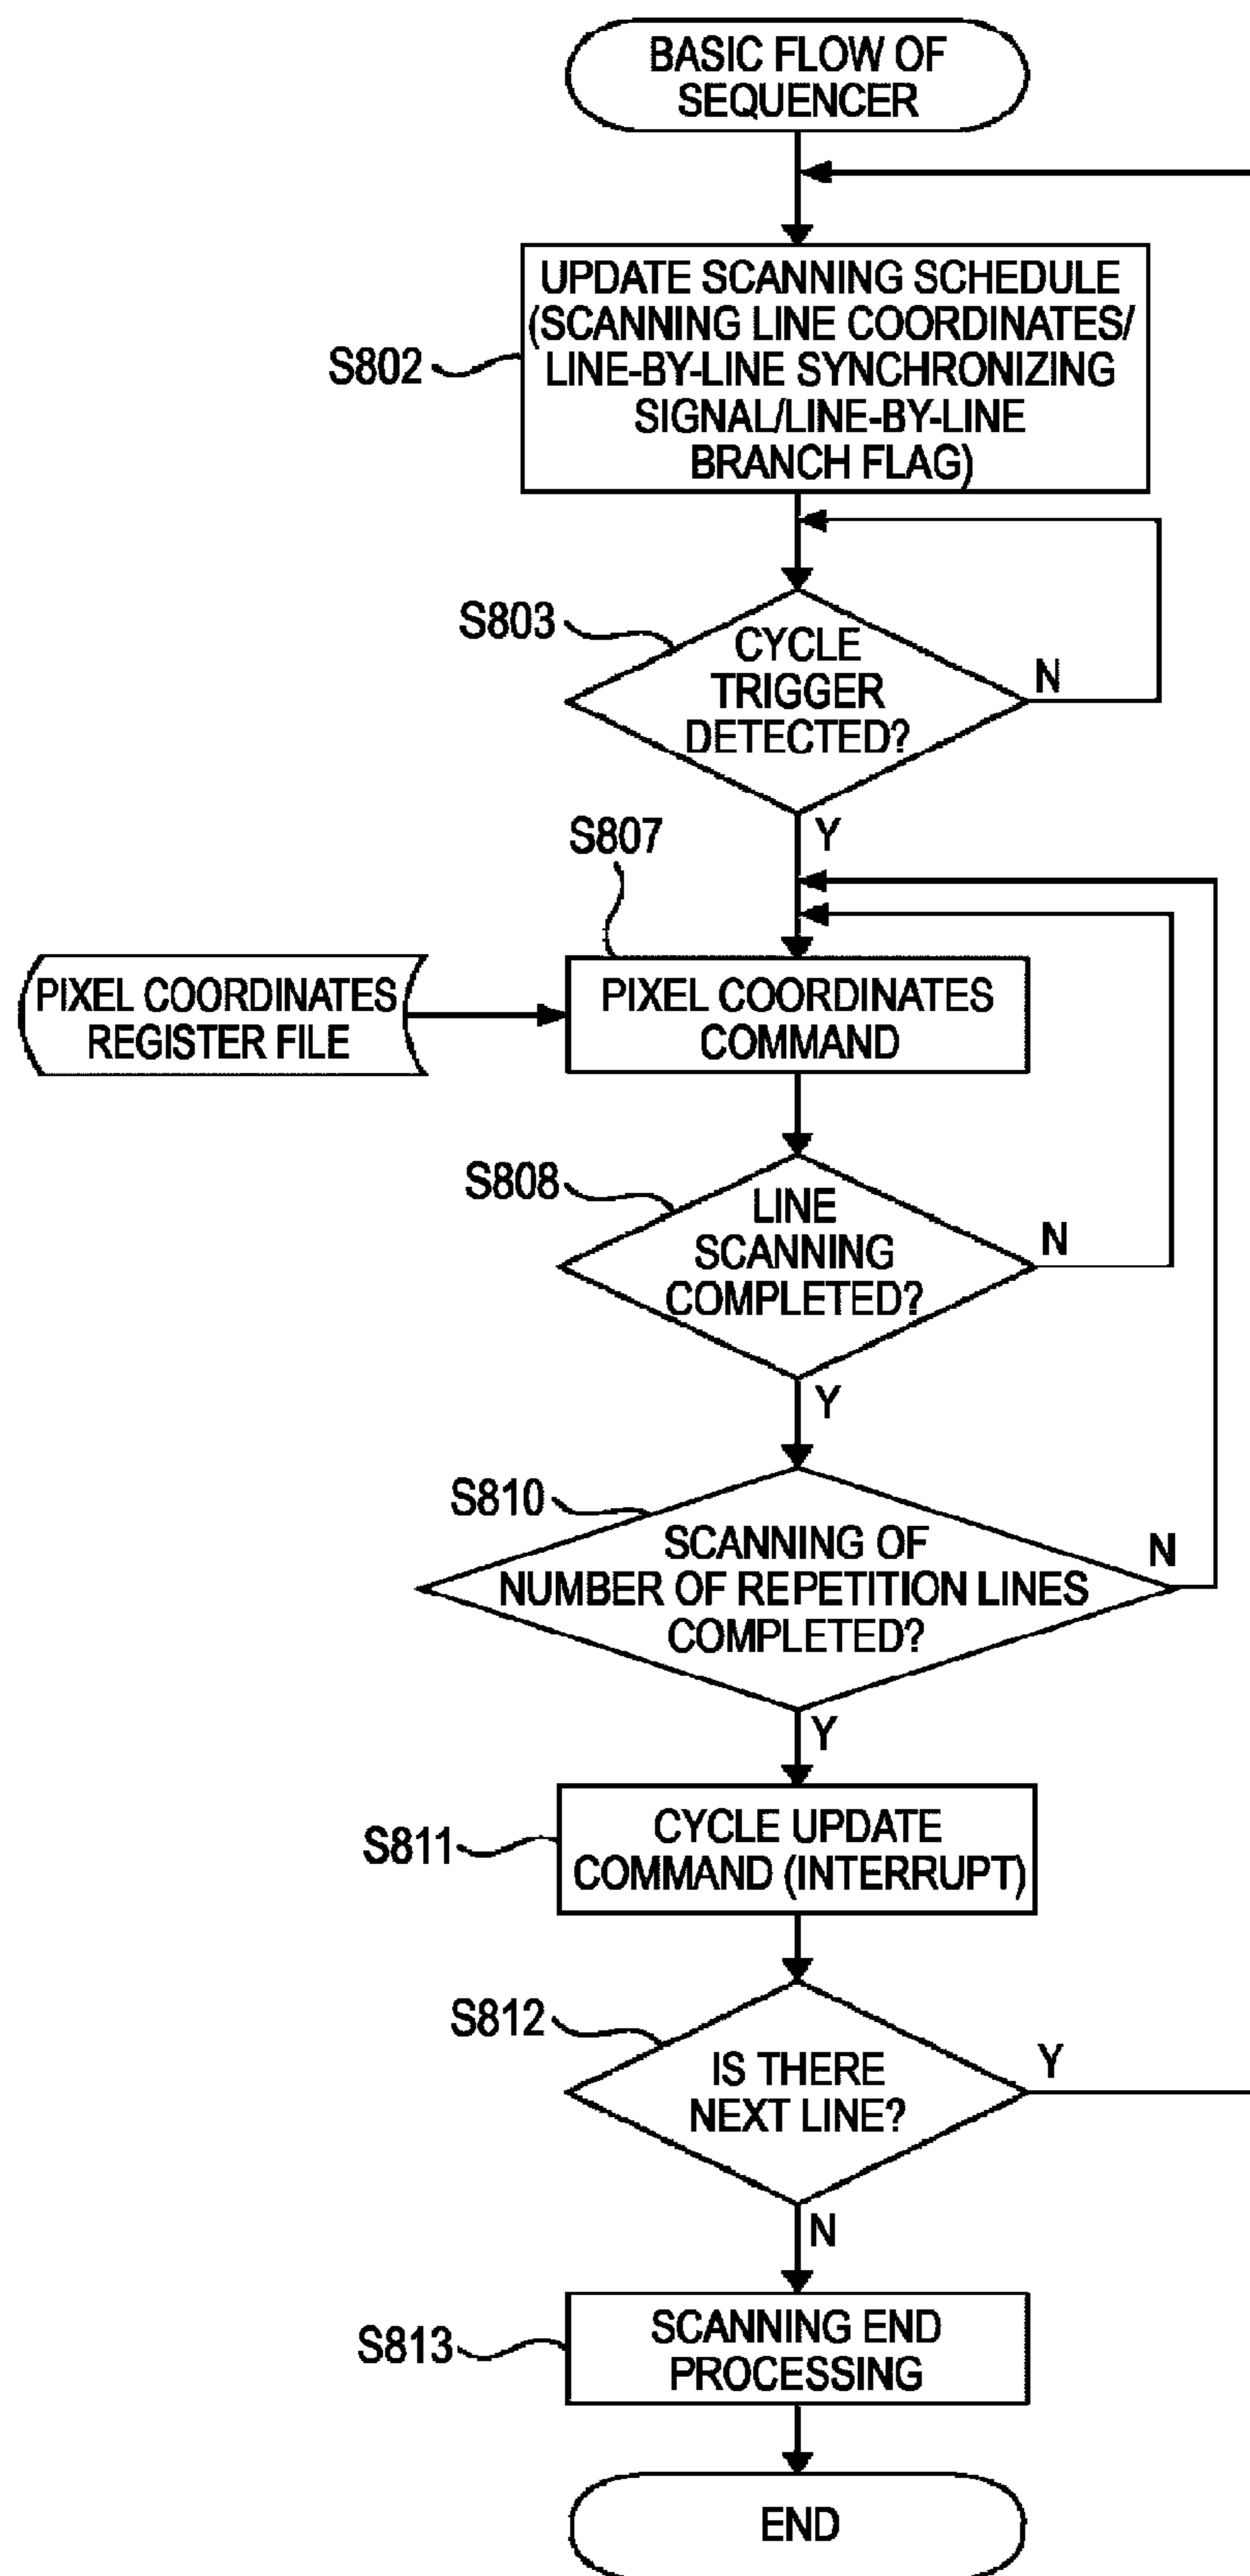 BASIC FLOW OF
SEQUENCER
UPDATE SCANNING SCHEDULE
(SCANNING LINE COORDINATES/
LINE-BY-LINE SYNCHRONIZING
SIGNAL/LINE-BY-LINE
BRANCH FLAG)
S802
S803
CYCLE
TRIGGER
DETECTED?
N
Y
S807
PIXEL COORDINATES
REGISTER FILE
PIXEL COORDINATES
COMMAND
S808
LINE
SCANNING
COMPLETED?
N
Y
S810
SCANNING OF
NUMBER OF REPETITION LINES
COMPLETED?
N
Y
S811
CYCLE UPDATE
COMMAND (INTERRUPT)
S812
IS THERE
NEXT LINE?
Y
N
S813
SCANNING END
PROCESSING
END